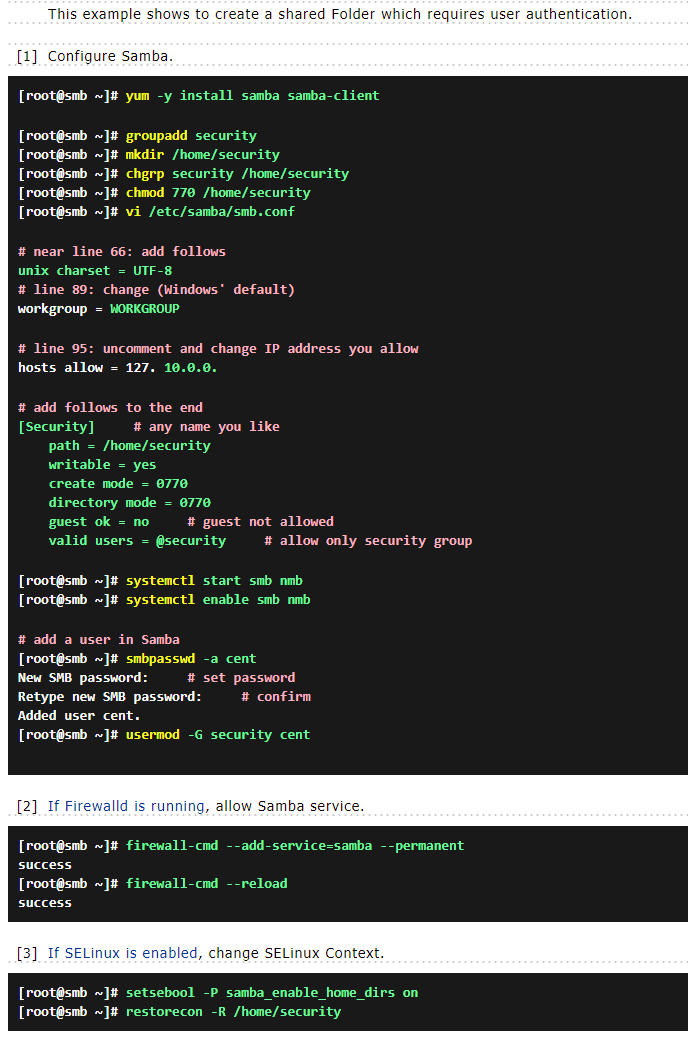 This example shows to create a shared Folder which requires user authentication.
[1] Configure Samba.
[root@smb ~]# yum -y install samba samba-client
[root@smb ~]# groupadd security
[root@smb ~]# mkdir /home/security
[root@smb ~]# chgrp security /home/security
[root@smb ~]# chmod 770 /home/security
[root@smb ~]# vi /etc/samba/smb.conf
# near line 66: add follows
unix charset = UTF-8
# line 89: change (Windows' default)
workgroup = WORKGROUP
# line 95: uncomment and change IP address you allow
hosts allow = 127. 10.0.0.
# add follows to the end
[Security]     # any name you like
    path = /home/security
    writable = yes
    create mode = 0770
    directory mode = 0770
    guest ok = no     # guest not allowed
    valid users = @security     # allow only security group
[root@smb ~]# systemctl start smb nmb
[root@smb ~]# systemctl enable smb nmb
# add a user in Samba
[root@smb ~]# smbpasswd -a cent
New SMB password:     # set password
Retype new SMB password:     # confirm
Added user cent.
[root@smb ~]# usermod -G security cent
[2] If Firewalld is running, allow Samba service.
[root@smb ~]# firewall-cmd --add-service=samba --permanent
success
[root@smb ~]# firewall-cmd --reload
success
[3] If SELinux is enabled, change SELinux Context.
[root@smb ~]# setsebool -P samba_enable_home_dirs on
[root@smb ~]# restorecon -R /home/security